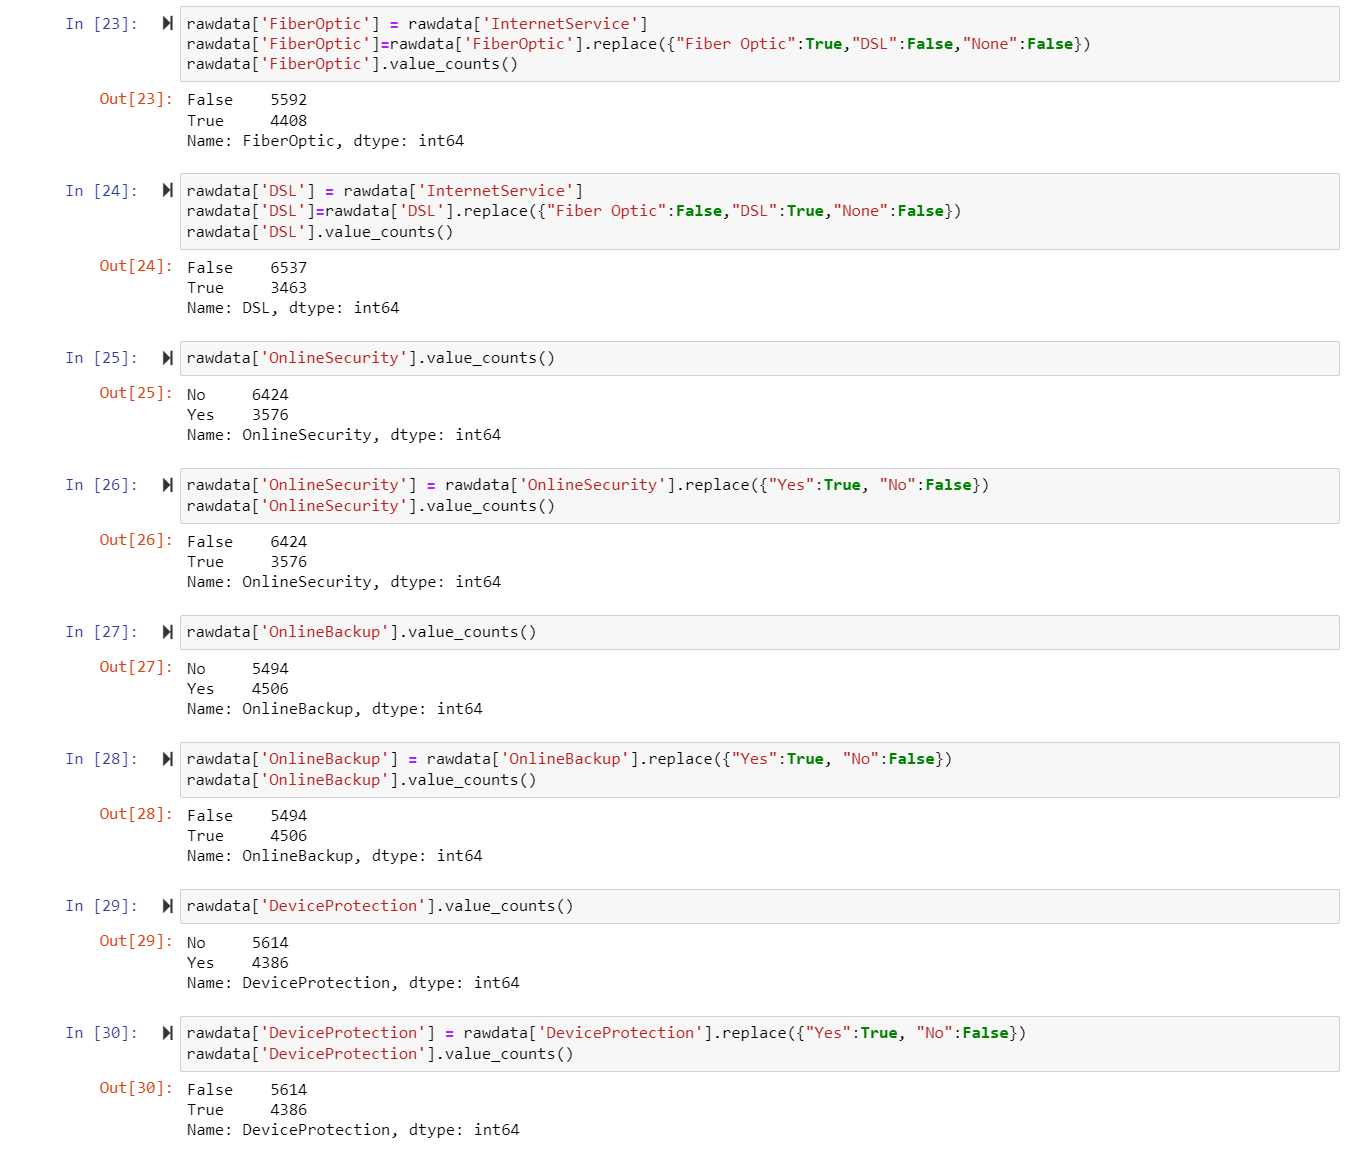 In [23]: rawdata['FiberOptic'] = rawdata['InternetService']
rawdata['FiberOptic']=rawdata['FiberOptic'].replace({"Fiber Optic":True,"DSL":False,"None":False})
rawdata['FiberOptic'].value_counts()
Out[23]: False    5592
True     4408
Name: FiberOptic, dtype: int64
In [24]: rawdata['DSL'] = rawdata['InternetService']
rawdata['DSL']=rawdata['DSL'].replace({"Fiber Optic":False,"DSL":True,"None":False})
rawdata['DSL'].value_counts()
Out[24]: False    6537
True     3463
Name: DSL, dtype: int64
In [25]: rawdata['OnlineSecurity'].value_counts()
Out[25]: No     6424
Yes    3576
Name: OnlineSecurity, dtype: int64
In [26]: rawdata['OnlineSecurity'] = rawdata['OnlineSecurity'].replace({"Yes":True, "No":False})
rawdata['OnlineSecurity'].value_counts()
Out[26]: False    6424
True     3576
Name: OnlineSecurity, dtype: int64
In [27]: rawdata['OnlineBackup'].value_counts()
Out[27]: No     5494
Yes    4506
Name: OnlineBackup, dtype: int64
In [28]: rawdata['OnlineBackup'] = rawdata['OnlineBackup'].replace({"Yes":True, "No":False})
rawdata['OnlineBackup'].value_counts()
Out[28]: False    5494
True     4506
Name: OnlineBackup, dtype: int64
In [29]: rawdata['DeviceProtection'].value_counts()
Out[29]: No     5614
Yes    4386
Name: DeviceProtection, dtype: int64
In [30]: rawdata['DeviceProtection'] = rawdata['DeviceProtection'].replace({"Yes":True, "No":False})
rawdata['DeviceProtection'].value_counts()
Out[30]: False    5614
True     4386
Name: DeviceProtection, dtype: int64